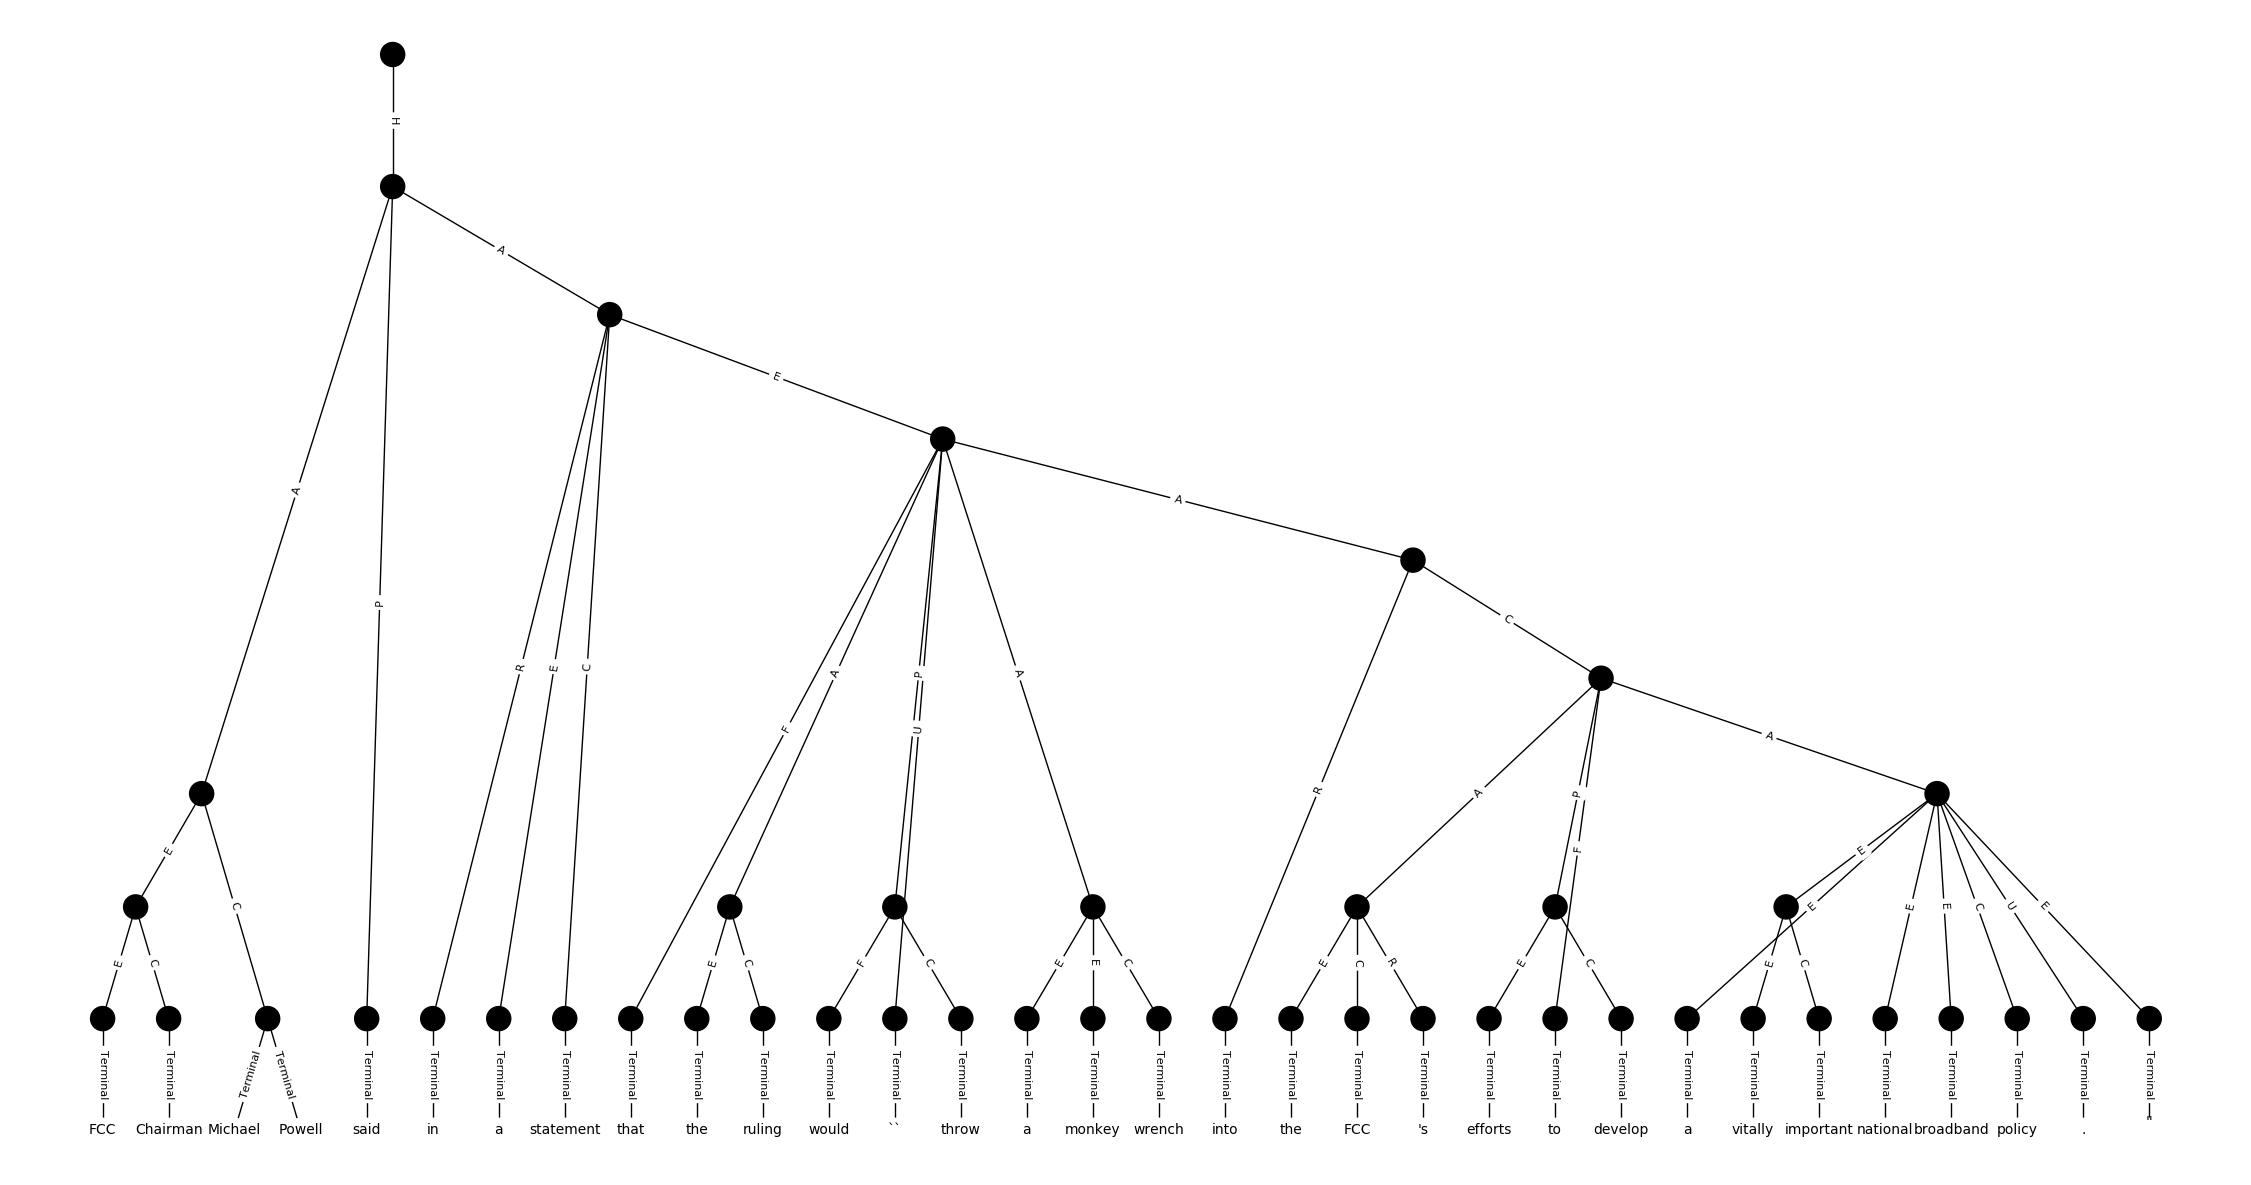 H
A
E
A
A
C
P
A
R
E
C
A
P
A
F
U
A
R
P
A
E
F
E
C
E
E
E
E
C
U
E
E
C
E
C
F
C
E
E
C
E
C
R
E
C
E
C
Terminal Terminal Terminal Terminal Terminal Terminal Terminal Terminal Terminal Terminal Terminal Terminal Terminal Terminal Terminal Terminal Terminal Terminal Terminal Terminal Terminal Terminal Terminal Terminal Terminal Terminal Terminal Terminal Terminal Terminal Terminal Terminal
FCC Chairman Michael Powell said in a statement that the ruling would `` throw a monkey wrench into the FCC 's efforts to develop a vitally important national broadband policy . "